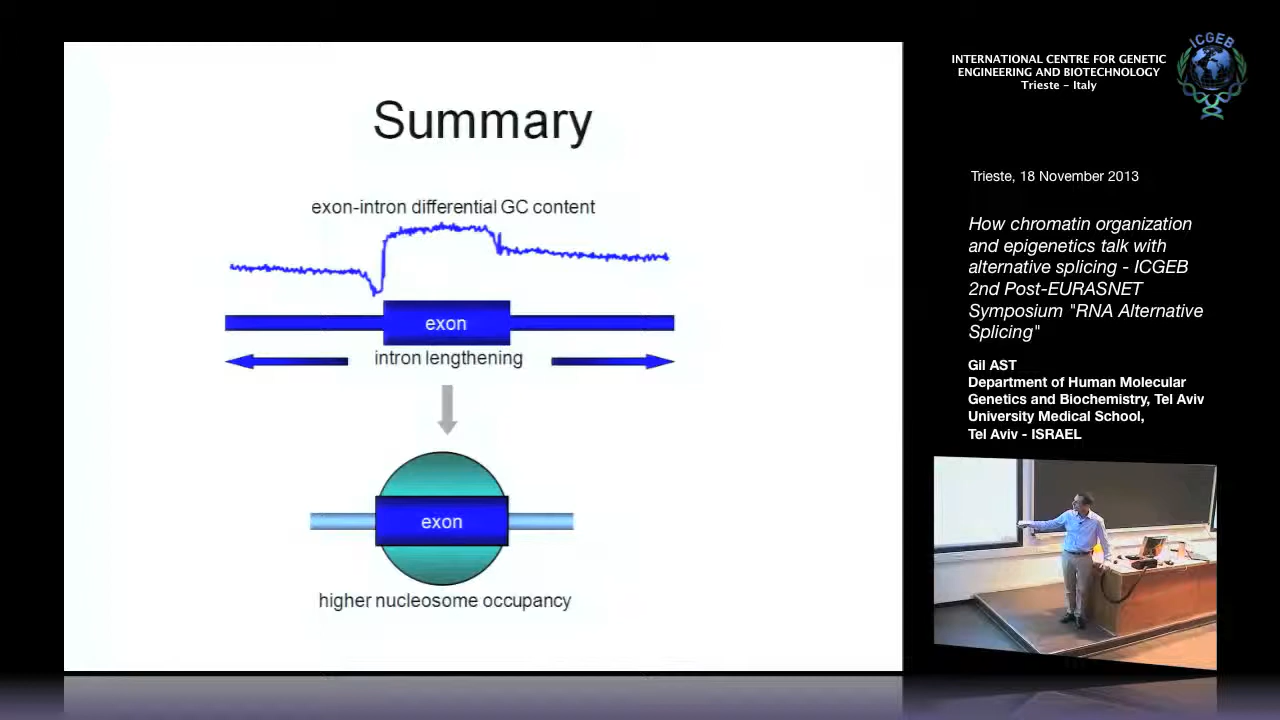 Summary
exon-intron differential GC content
exon
intron lengthening
exon
higher nucleosome occupancy
INTERNATIONAL CENTRE FOR GENETIC
ENGINEERING AND BIOTECHNOLOGY
Trieste - Italy
ICGEB
Trieste, 18 November 2013
How chromatin organization
and epigenetics talk with
alternative splicing - ICGEB
2nd Post-EURASNET
Symposium "RNA Alternative
Splicing"
Gil AST
Department of Human Molecular
Genetics and Biochemistry, Tel Aviv
University Medical School,
Tel Aviv - ISRAEL